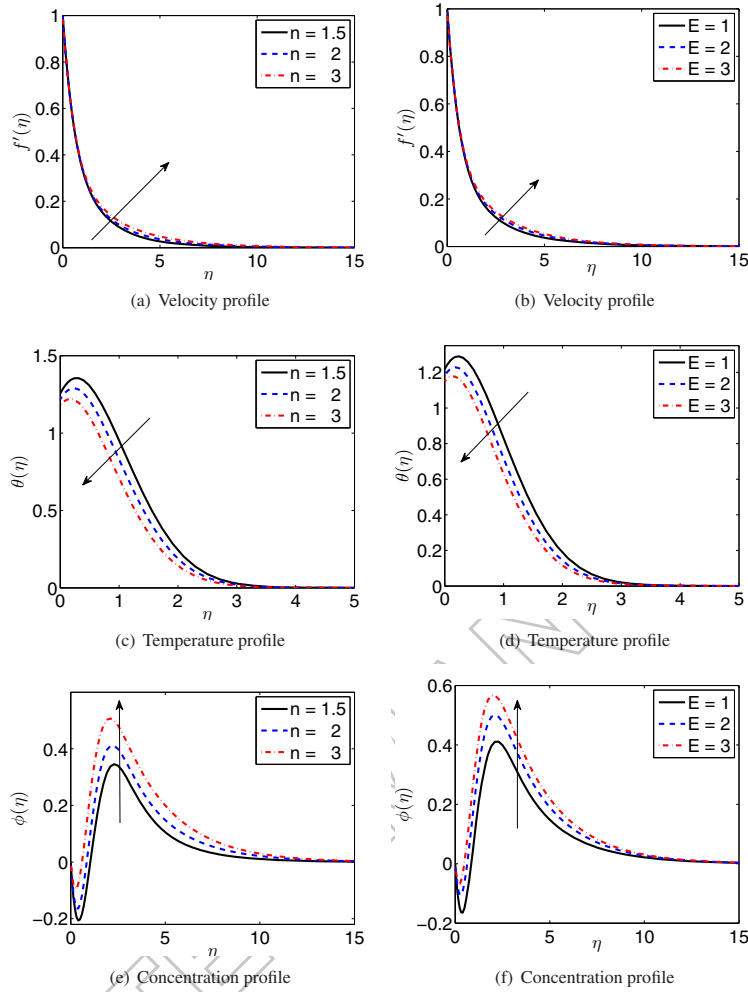 1
0.8
0.6
0.4
0.2
0
f′(η)
0 5 10 15
η
n = 1.5
n = 2
n = 3
(a) Velocity profile
1
0.8
0.6
0.4
0.2
0
f′(η)
0 5 10 15
η
E = 1
E = 2
E = 3
(b) Velocity profile
1.5
1
0.5
0
θ(η)
0 1 2 3 4 5
η
n = 1.5
n = 2
n = 3
(c) Temperature profile
1.2
1
0.8
0.6
0.4
0.2
0
θ(η)
0 1 2 3 4 5
η
E = 1
E = 2
E = 3
(d) Temperature profile
0.4
0.2
0
−0.2
ϕ(η)
0 5 10 15
η
n = 1.5
n = 2
n = 3
(e) Concentration profile
0.6
0.4
0.2
0
−0.2
ϕ(η)
0 5 10 15
η
E = 1
E = 2
E = 3
(f) Concentration profile